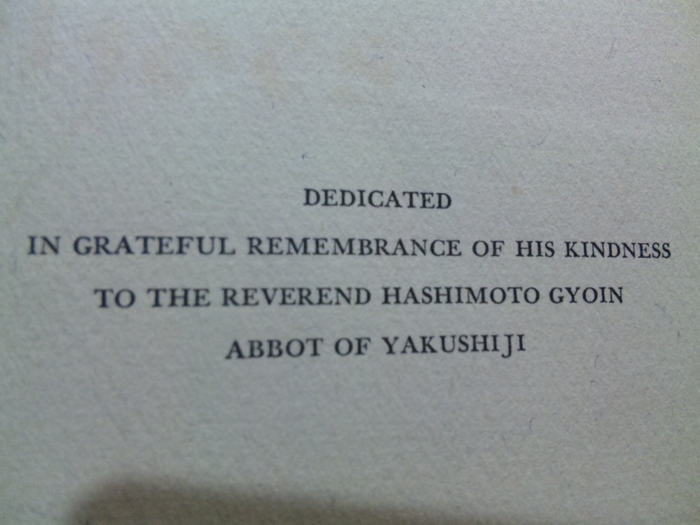 DEDICATED
IN GRATEFUL REMEMBRANCE OF HIS KINDNESS
TO THE REVEREND HASHIMOTO GYOIN
ABBOT OF YAKUSHIJI